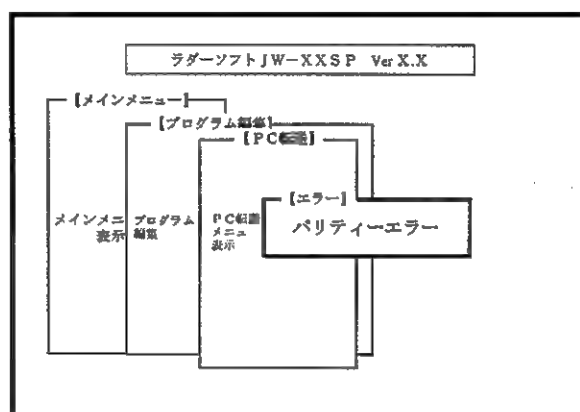 ラダーソフトJW-XXSP Ver X.X
【メインメニュー】
【プログラム編集】
【PC転送】
【エラー】
パリティーエラー
メインメニ
表示
プログラム
編集
PC転送
メニュー
表示